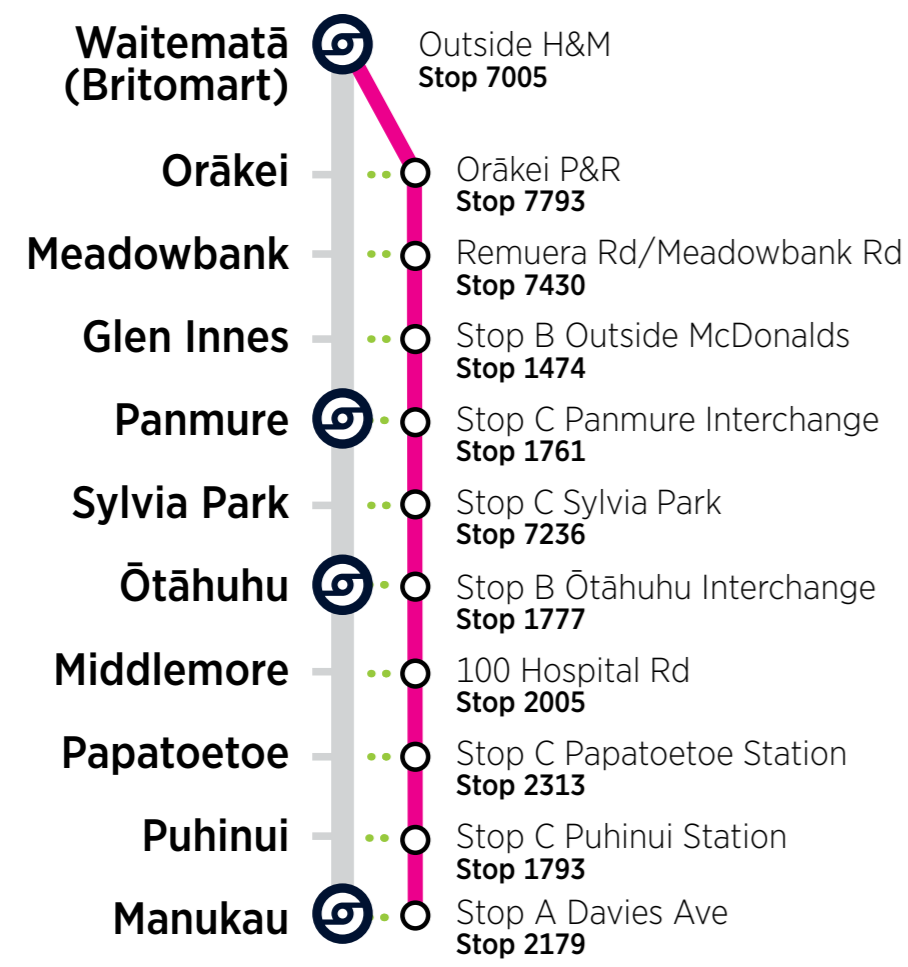 Waitematā
(Britomart)
Outside H&M
Stop 7005
Orākei
Orākei P&R
Stop 7793
Meadowbank
Remuera Rd/Meadowbank Rd
Stop 7430
Glen Innes
Stop B Outside McDonalds
Stop 1474
Panmure
Stop C Panmure Interchange
Stop 1761
Sylvia Park
Stop C Sylvia Park
Stop 7236
Ōtāhuhu
Stop B Ōtāhuhu Interchange
Stop 1777
Middlemore
100 Hospital Rd
Stop 2005
Papatoetoe
Stop C Papatoetoe Station
Stop 2313
Puhinui
Stop C Puhinui Station
Stop 1793
Manukau
Stop A Davies Ave
Stop 2179